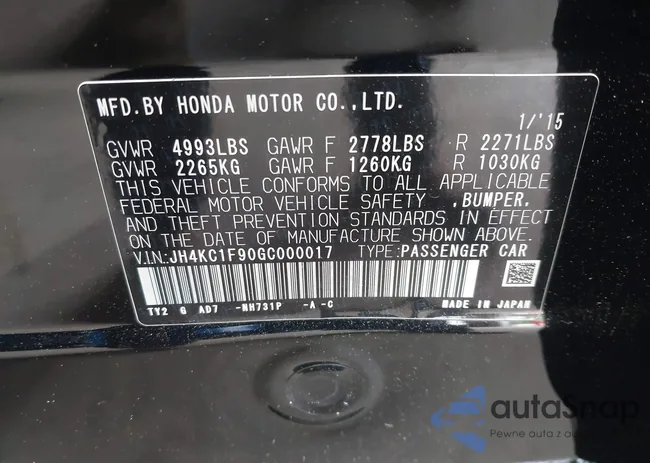 MFD.BY HONDA MOTOR CO.,LTD.
1/'15
GVWR 4993LBS GAWR F 2778LBS R 2271LBS
GVWR 2265KG GAWR F 1260KG R 1030KG
THIS VEHICLE CONFORMS TO ALL APPLICABLE
FEDERAL MOTOR VEHICLE SAFETY ,BUMPER,
AND THEFT PREVENTION STANDARDS IN EFFECT
ON THE DATE OF MANUFACTURE SHOWN ABOVE.
V.I.N:JH4KC1F90GC000017 TYPE:PASSENGER CAR
TY2 G AD7 -NH731P -A-C MADE IN JAPAN
autaSnap
Pewne auta z